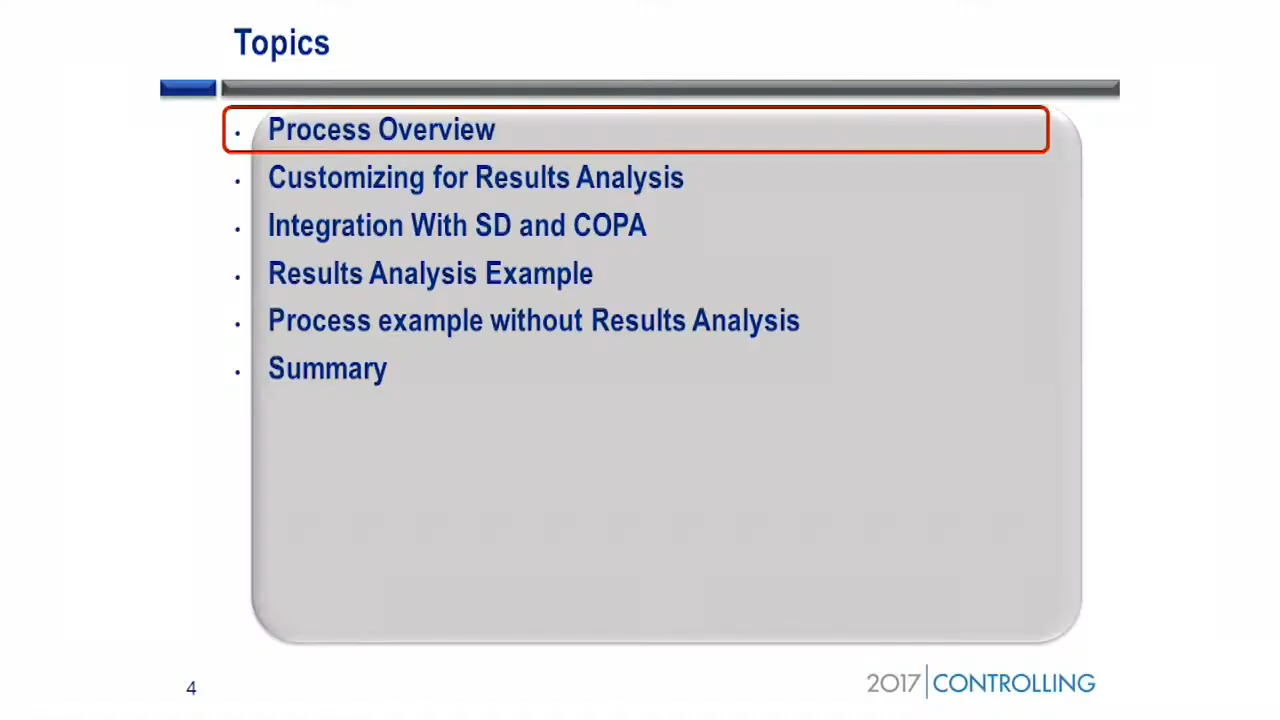 Topics
• Process Overview
• Customizing for Results Analysis
• Integration With SD and COPA
• Results Analysis Example
• Process example without Results Analysis
• Summary
4
2017 CONTROLLING